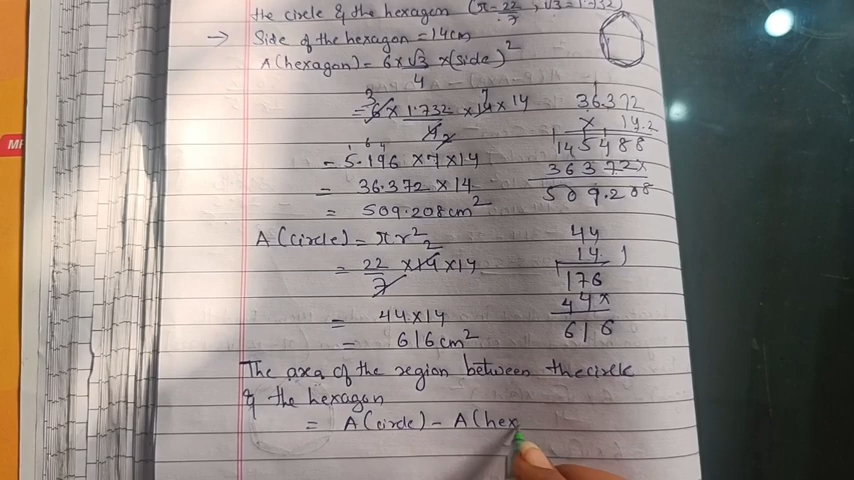 the circle & the hexagon (π = 22/7, √3 = 1.732)
→ Side of the hexagon = 14cm
A(hexagon) = 6 × √3/4 × (side)²
= 6 × 1.732/4 × 14 × 14
= 5.196 × 7 × 14
= 36.372 × 14
= 509.208 cm²
36.372
× 14.2
145488
36372×
509.208
A(circle) = πr²
= 22/7 × 14 × 14
= 44 × 14
= 616 cm²
44
14
176
44×
616
The area of the region between the circle
& the hexagon
= A(circle) - A(hex